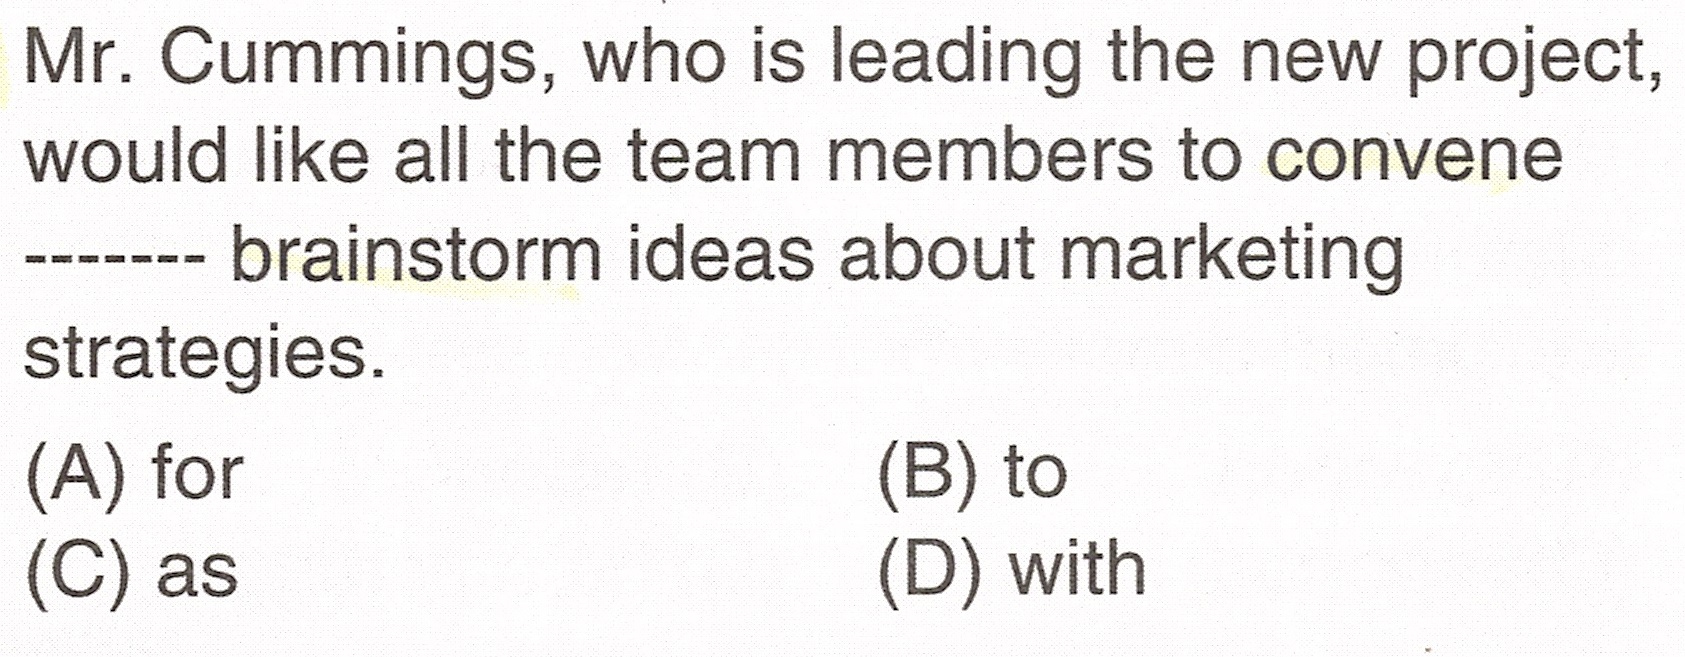 Mr. Cummings, who is leading the new project,
would like all the team members to convene
------- brainstorm ideas about marketing
strategies.
(A) for (B) to
(C) as (D) with